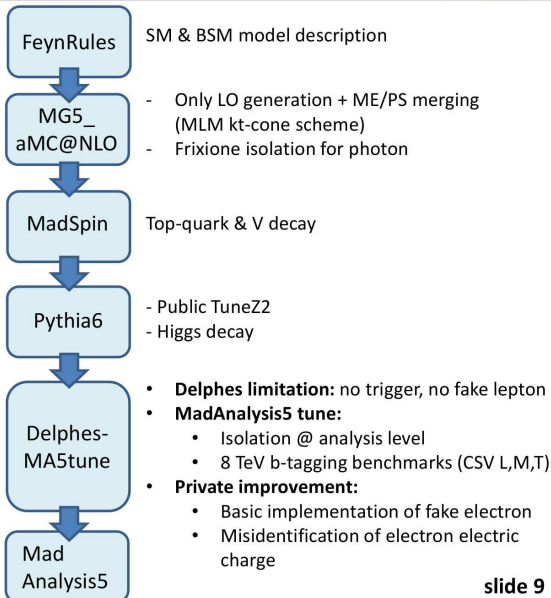 FeynRules
SM & BSM model description
MG5_
aMC@NLO
- Only LO generation + ME/PS merging
(MLM kt-cone scheme)
- Frixione isolation for photon
MadSpin
Top-quark & V decay
Pythia6
- Public TuneZ2
- Higgs decay
Delphes-
MA5tune
• Delphes limitation: no trigger, no fake lepton
• MadAnalysis5 tune:
• Isolation @ analysis level
• 8 TeV b-tagging benchmarks (CSV L,M,T)
• Private improvement:
• Basic implementation of fake electron
• Misidentification of electron electric
charge
Mad
Analysis5
slide 9